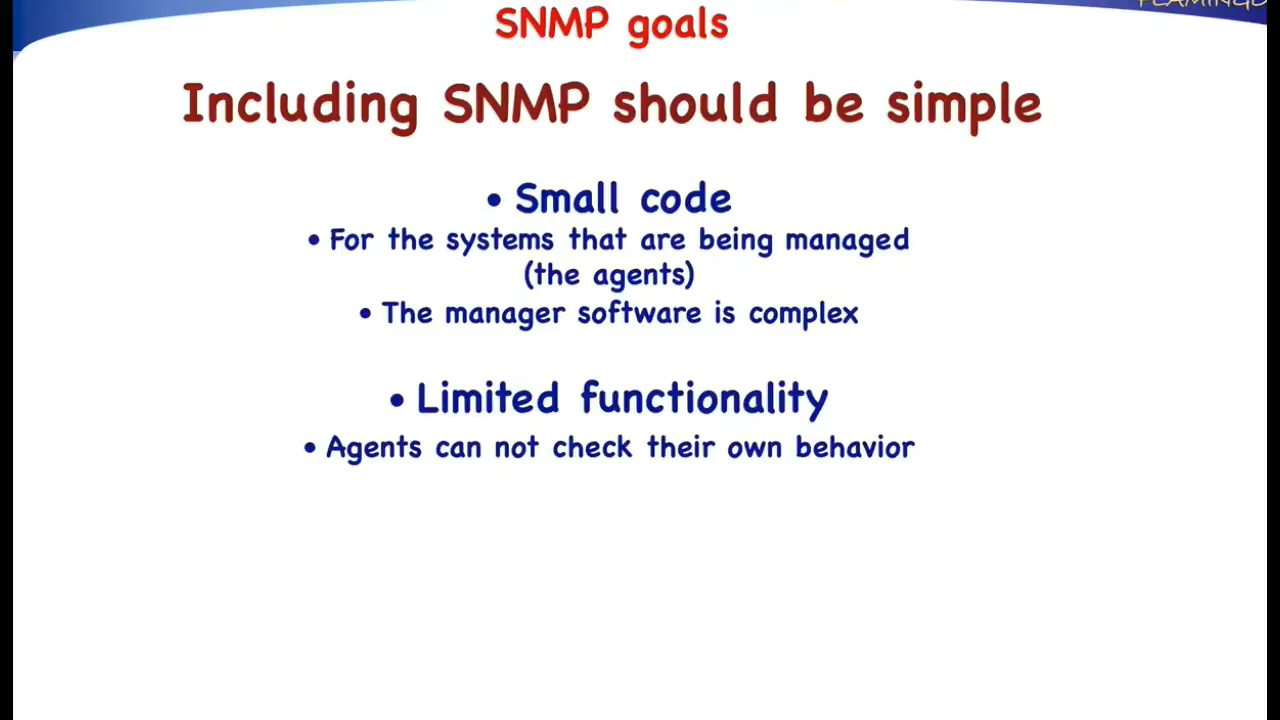 FLAMINGO
SNMP goals
Including SNMP should be simple
• Small code
• For the systems that are being managed
(the agents)
• The manager software is complex
• Limited functionality
• Agents can not check their own behavior